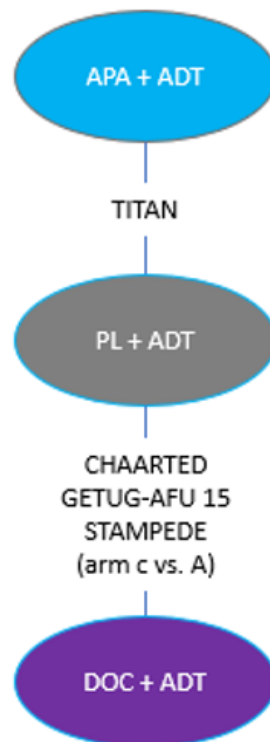 APA + ADT
TITAN
PL + ADT
CHAARTED
GETUG-AFU 15
STAMPEDE
(arm c vs. A)
DOC + ADT